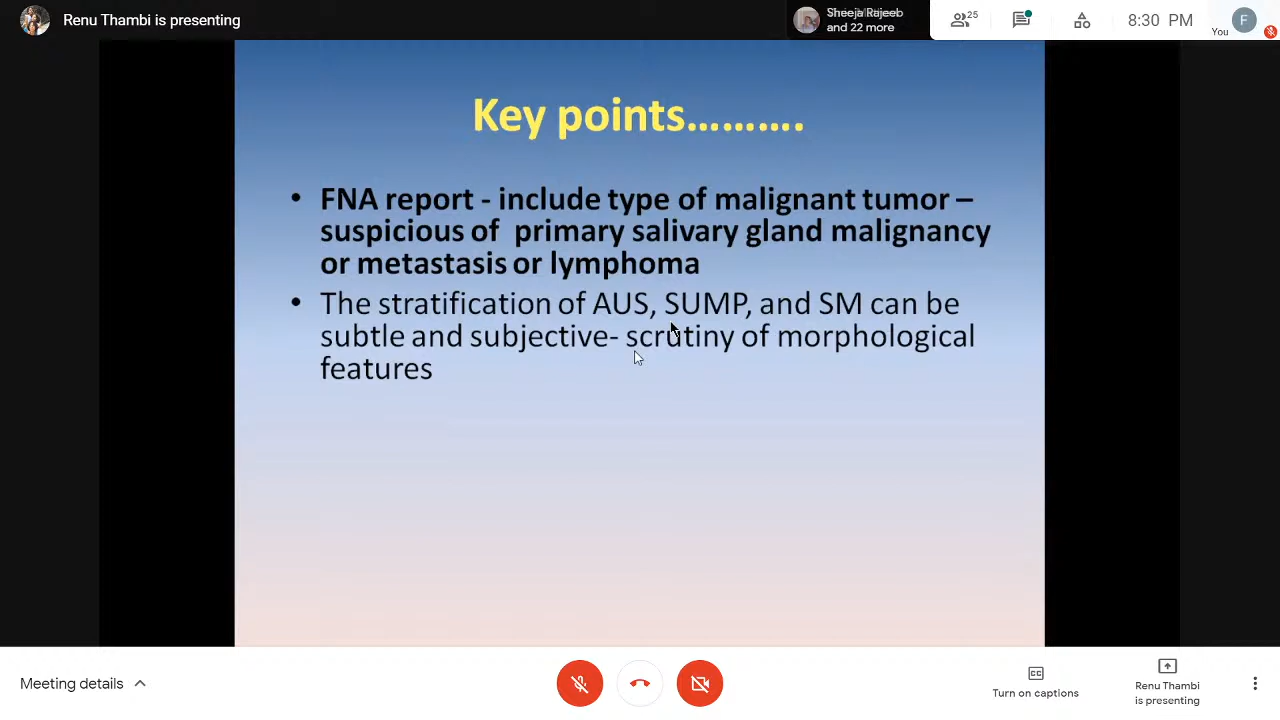 Renu Thambi is presenting
Sheeja Rajeeb
and 22 more
25
8:30 PM
You
F
Key points……….
• FNA report - include type of malignant tumor –
suspicious of primary salivary gland malignancy
or metastasis or lymphoma
• The stratification of AUS, SUMP, and SM can be
subtle and subjective- scrutiny of morphological
features
Meeting details
CC
Turn on captions
Renu Thambi
is presenting